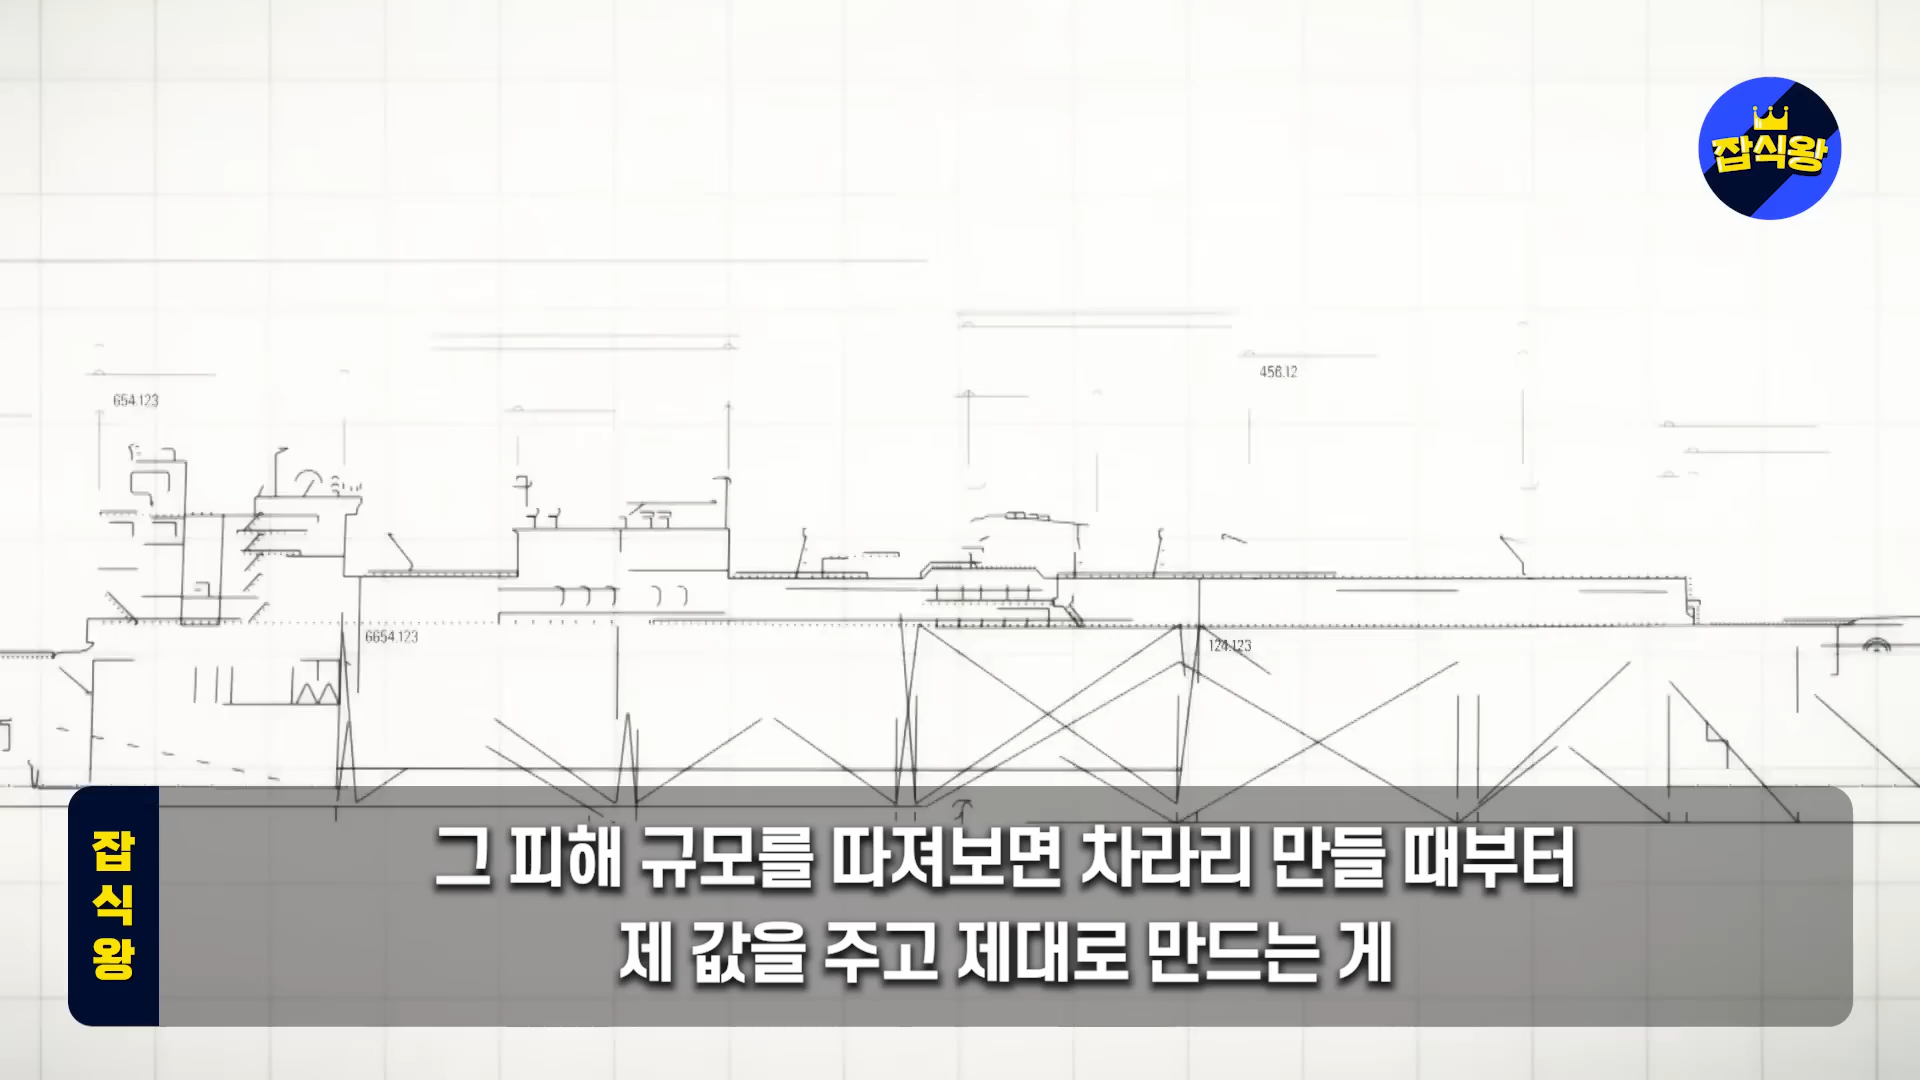 잡식왕
456.12
654.123
6654.123
124.123
잡식왕
그 피해 규모를 따져보면 차라리 만들 때부터
제 값을 주고 제대로 만드는 게